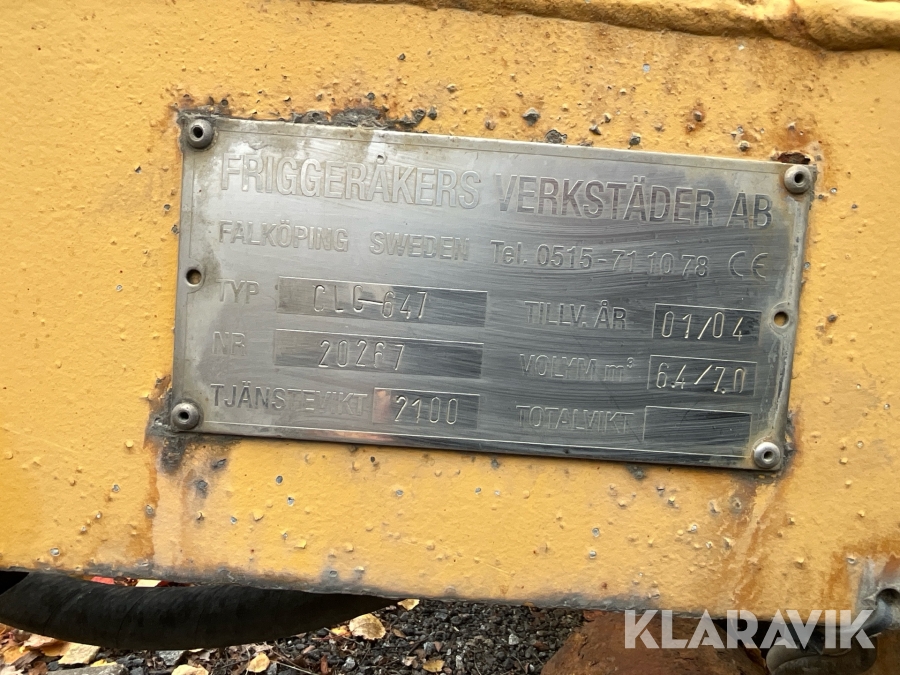 FRIGGERÅKERS VERKSTÄDER AB
FALKÖPING SWEDEN Tel. 0515-71 10 78 CE
TYP CLC-647 TILLV. ÅR 01/04
NR 20267 VOLYM m³ 6.4/7.0
TJÄNSTEVIKT 2100 TOTALVIKT
KLARAVIK